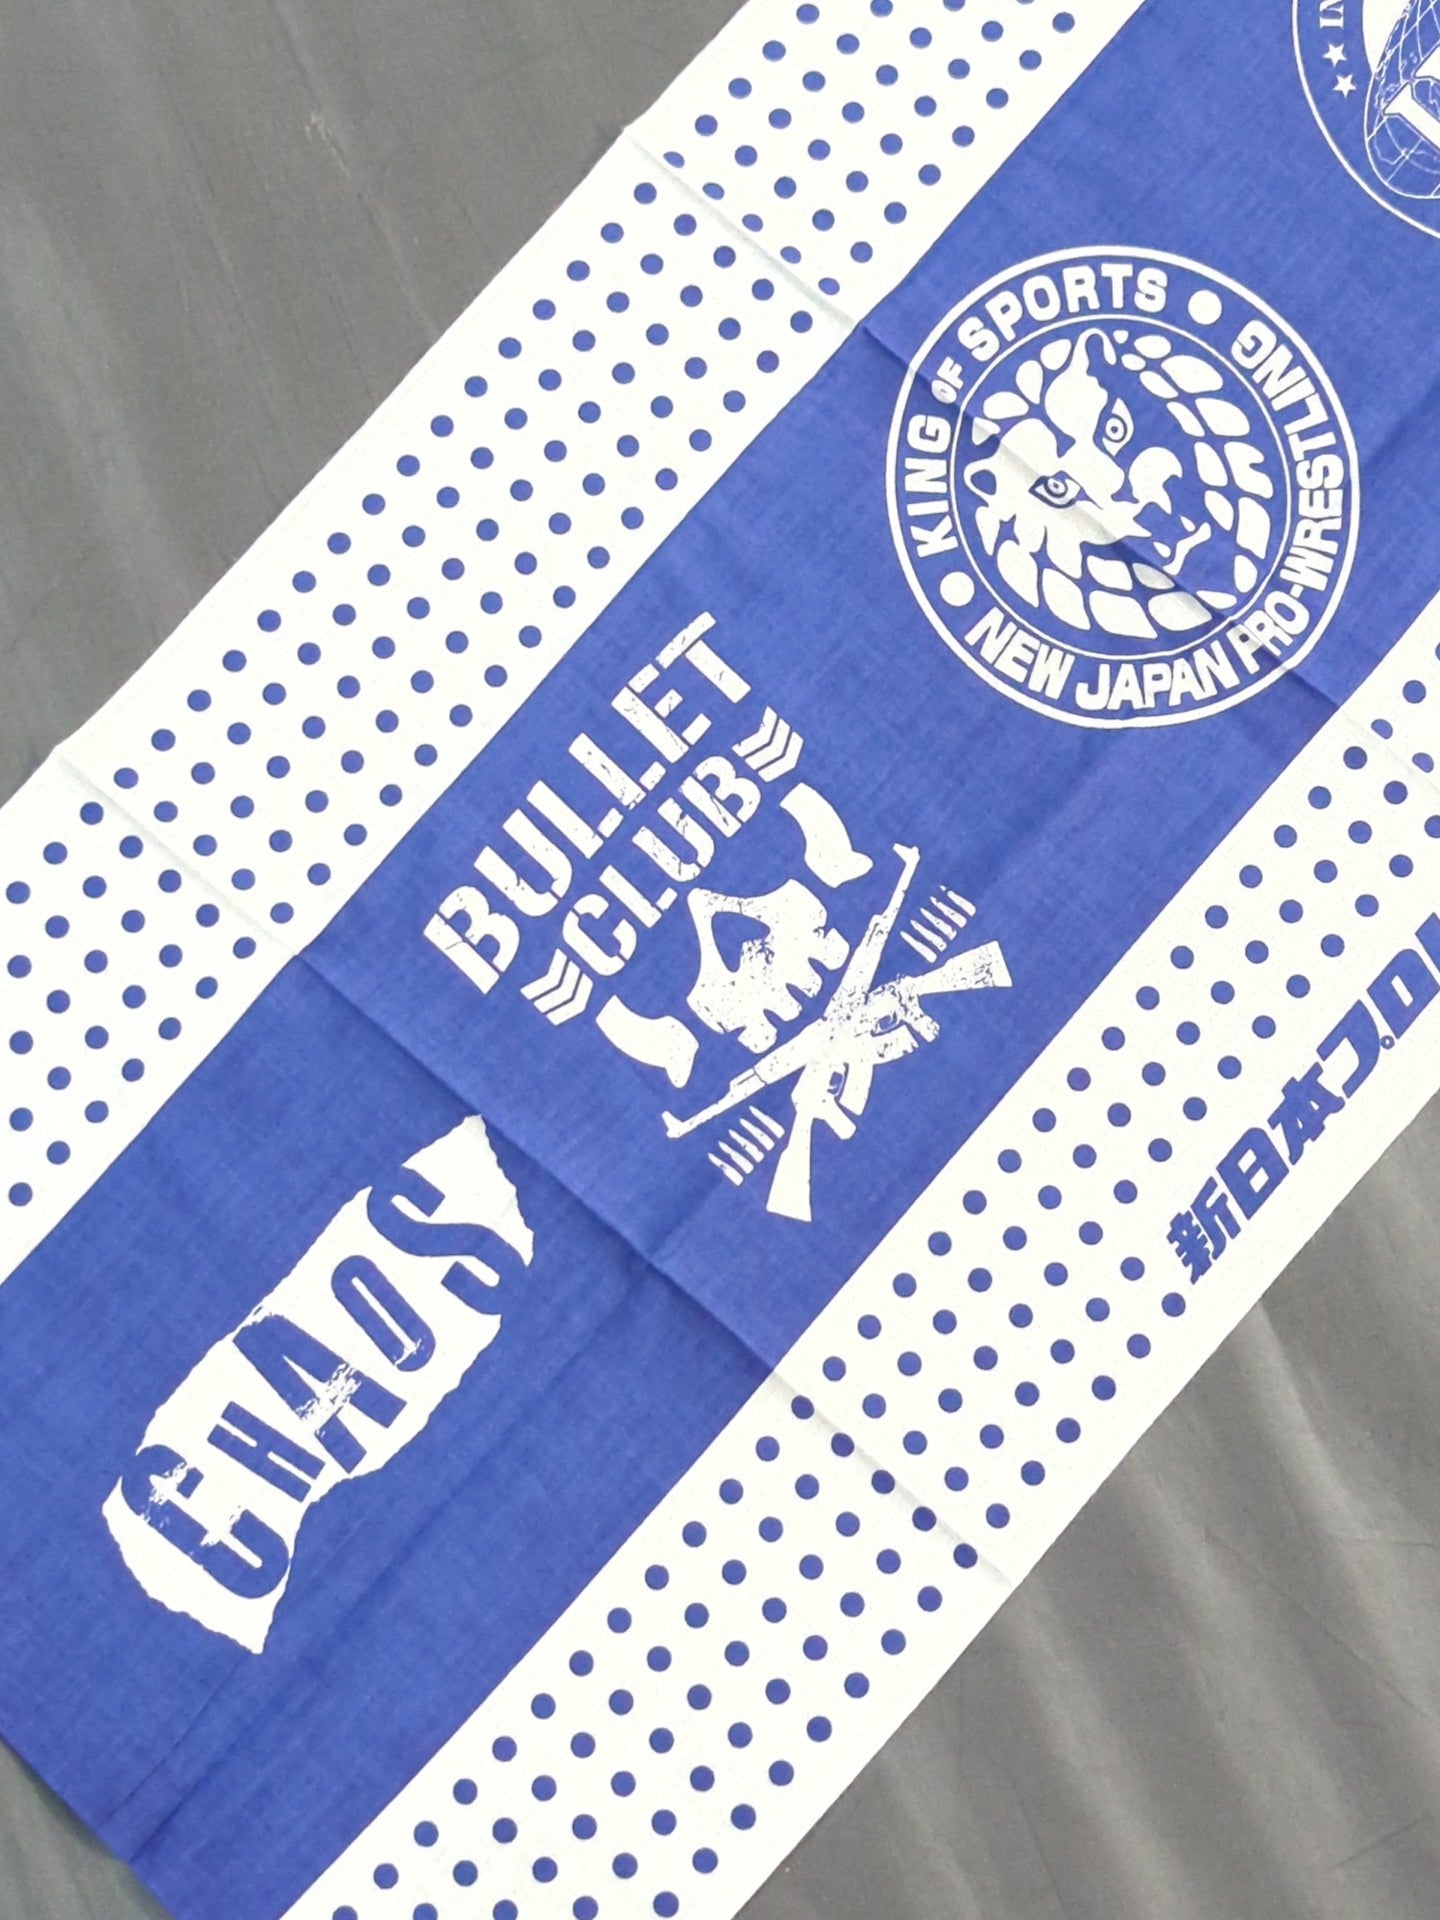 KING OF SPORTS
NEW JAPAN PRO-WRESTLING
BULLET
CLUB
CHAOS
新日本プロ